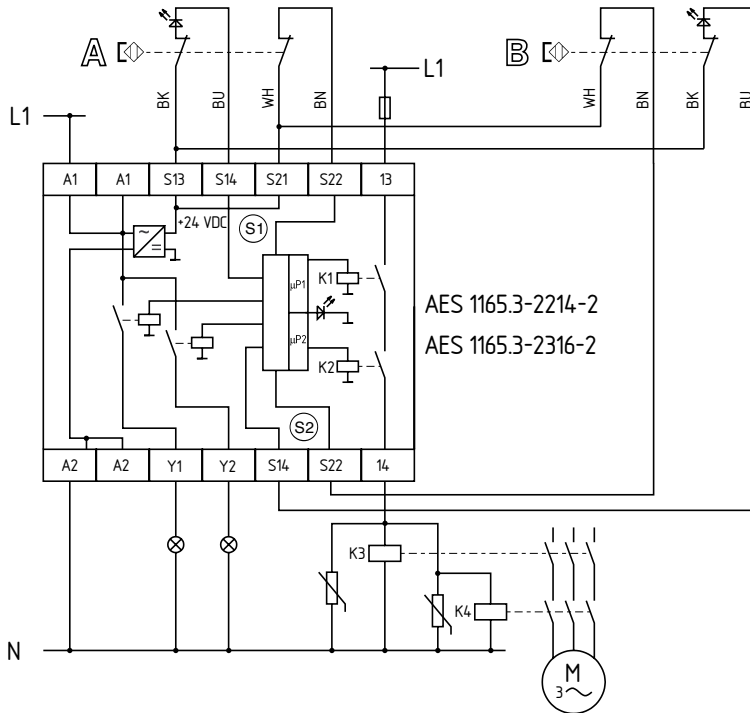 A
B
BK
BU
WH
BN
L1
WH
BN
BK
BU
L1
A1
A1
S13
S14
S21
S22
13
+24 VDC
S1
~
=
µP1
K1
AES 1165.3-2214-2
AES 1165.3-2316-2
µP2
K2
S2
A2
A2
Y1
Y2
S14
S22
14
K3
K4
N
M
3~